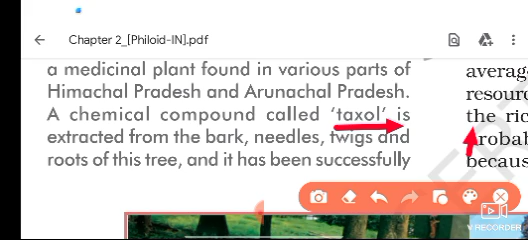 Chapter 2_[Philoid-IN].pdf
a medicinal plant found in various parts of
Himachal Pradesh and Arunachal Pradesh.
A chemical compound called ‘taxol’ is
extracted from the bark, needles, twigs and
roots of this tree, and it has been successfully
averag
resourc
the ric
robab
becaus
V RECORDER